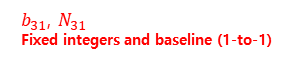 b₃₁, N₃₁
Fixed integers and baseline (1-to-1)